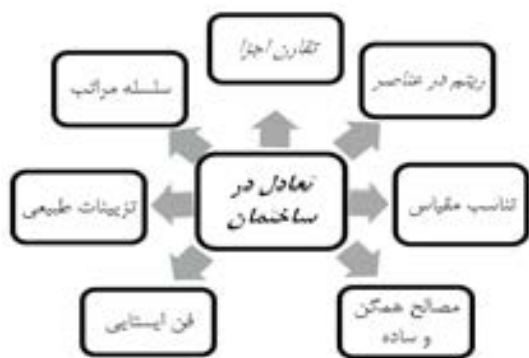 تقارن اجزا
ریتم در عناصر
سلسله مراتب
تعادل در
ساختمان
تناسب مقیاس
تزیینات طبیعی
مصالح همگن
و ساده
فن ایستایی